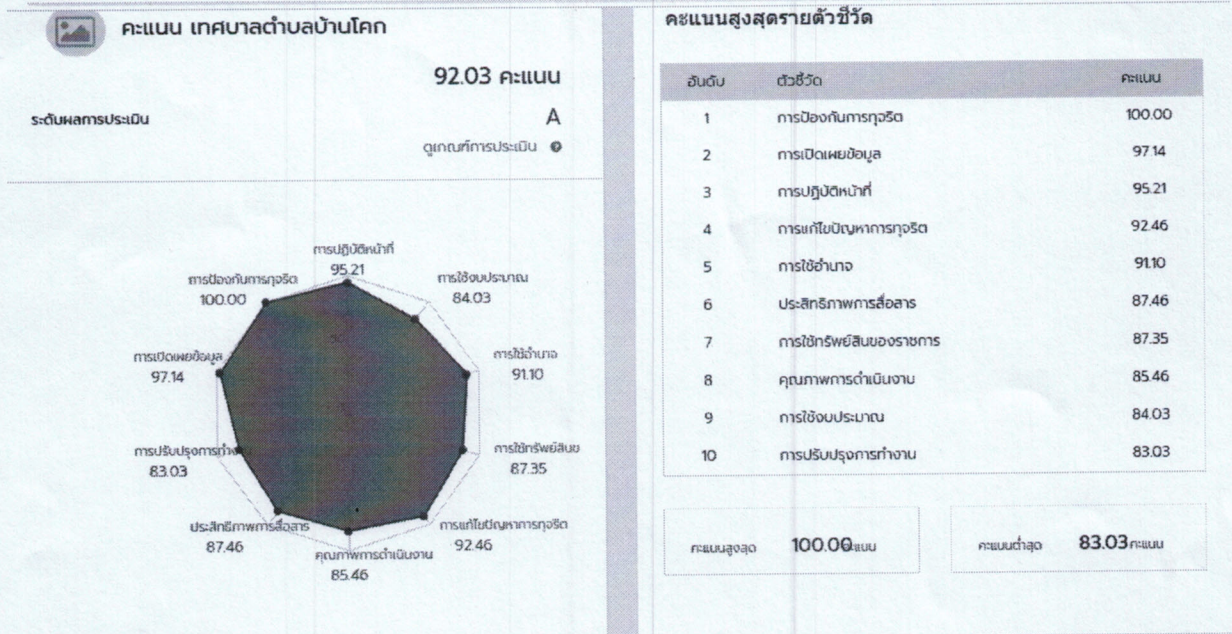 คะแนน เทศบาลตำบลบ้านโคก
92.03 คะแนน
ระดับผลการประเมิน A
ดูเกณฑ์การประเมิน
การปฏิบัติหน้าที่
95.21
การใช้งบประมาณ
84.03
การใช้อำนาจ
91.10
การใช้ทรัพย์สินข
87.35
การแก้ไขปัญหาการทุจริต
92.46
คุณภาพการดำเนินงาน
85.46
ประสิทธิภาพการสื่อสาร
87.46
การปรับปรุงการทำง
83.03
การเปิดเผยข้อมูล
97.14
การป้องกันการทุจริต
100.00
คะแนนสูงสุดรายตัวชี้วัด
อันดับ ตัวชี้วัด คะแนน
1 การป้องกันการทุจริต 100.00
2 การเปิดเผยข้อมูล 97.14
3 การปฏิบัติหน้าที่ 95.21
4 การแก้ไขปัญหาการทุจริต 92.46
5 การใช้อำนาจ 91.10
6 ประสิทธิภาพการสื่อสาร 87.46
7 การใช้ทรัพย์สินของราชการ 87.35
8 คุณภาพการดำเนินงาน 85.46
9 การใช้งบประมาณ 84.03
10 การปรับปรุงการทำงาน 83.03
คะแนนสูงสุด 100.00 คะแนน
คะแนนต่ำสุด 83.03 คะแนน